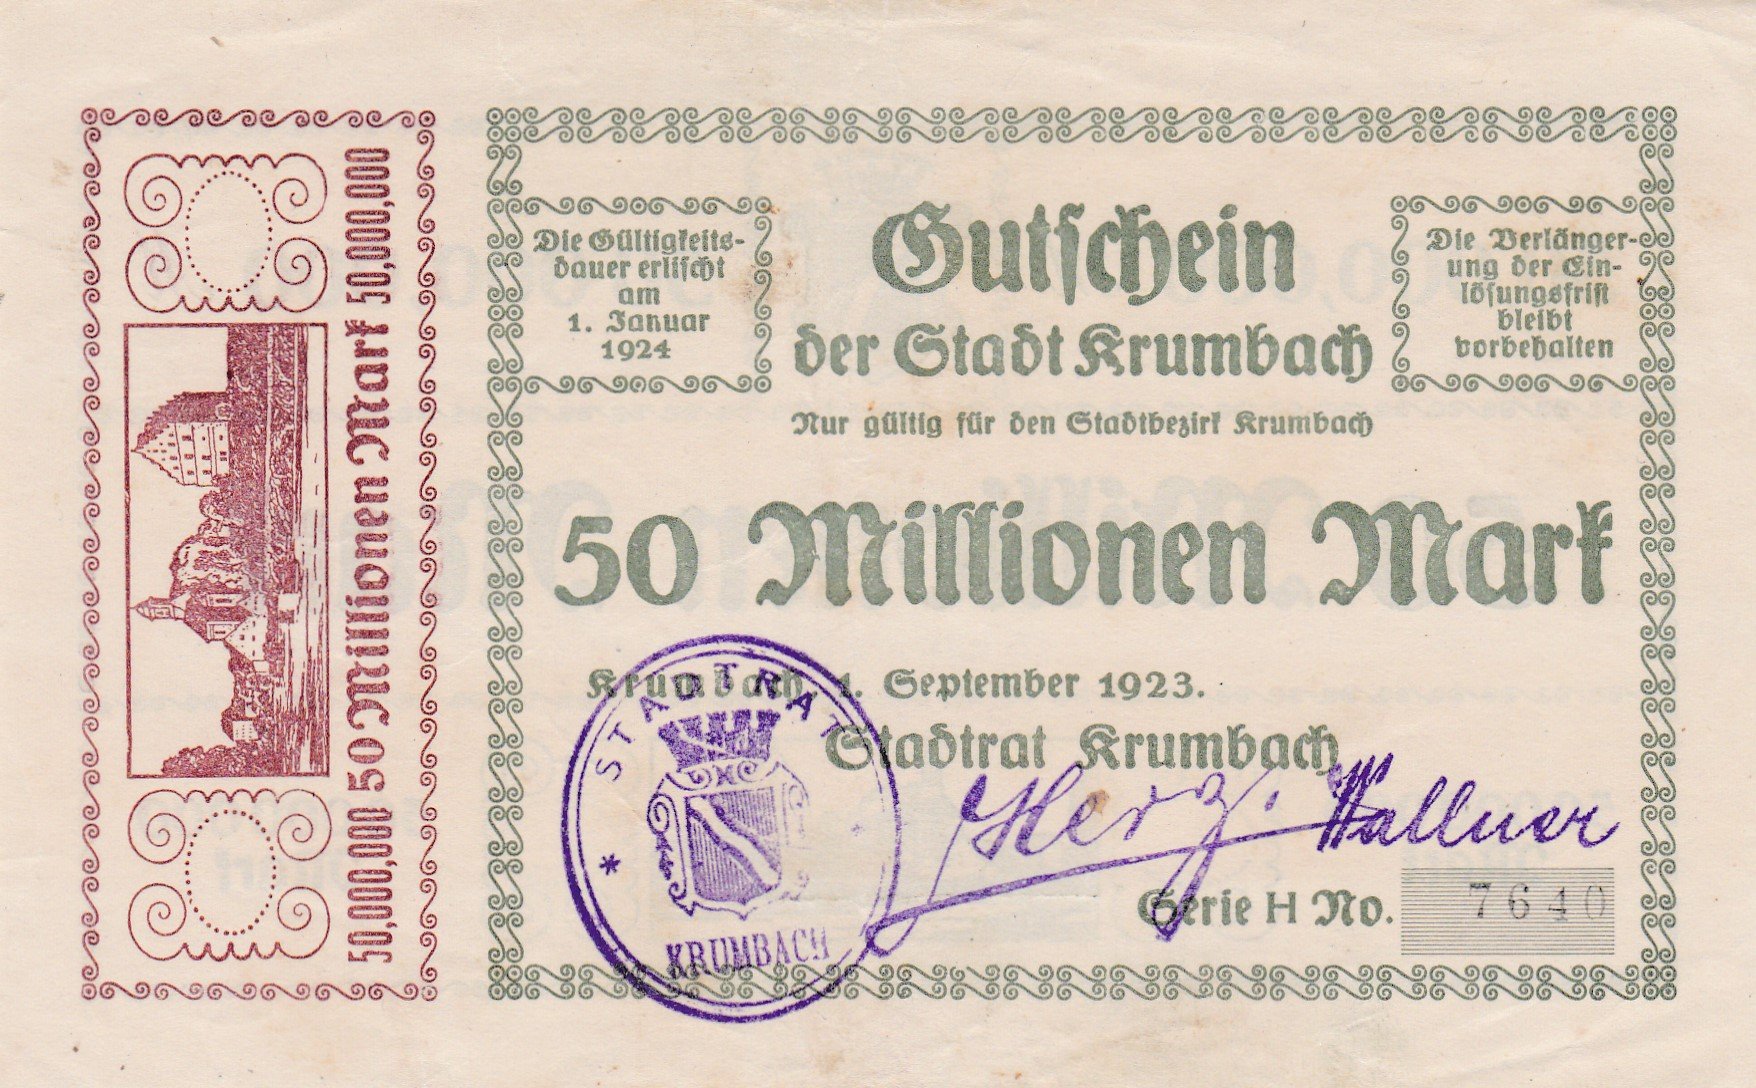 50,000,000 50 Millionen Mark 50,000,000
Die Gültigkeits-
dauer erlischt
am
1. Januar
1924
Gutschein
der Stadt Krumbach
Die Verlänger-
ung der Ein-
lösungsfrist
bleibt
vorbehalten
Nur gültig für den Stadtbezirk Krumbach
50 Millionen Mark
Krumbach, 1. September 1923.
Stadtrat Krumbach
STADTRAT
* KRUMBACH
Herz. Wallner
Serie H No. 7640